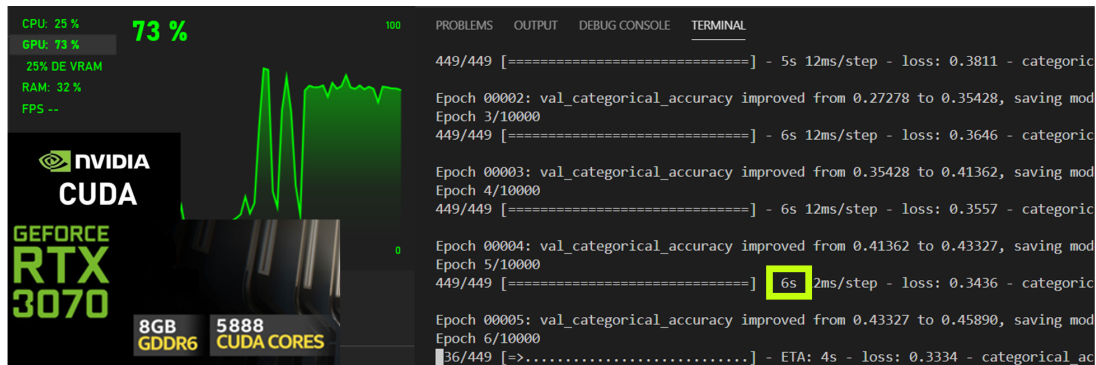 CPU: 25 %
GPU: 73 %
25% DE VRAM
RAM: 32 %
FPS --
73 %
100
0
NVIDIA
CUDA
GEFORCE
RTX
3070
8GB
GDDR6
5888
CUDA CORES
PROBLEMS OUTPUT DEBUG CONSOLE TERMINAL
449/449 [==============================] - 5s 12ms/step - loss: 0.3811 - categoric
Epoch 00002: val_categorical_accuracy improved from 0.27278 to 0.35428, saving mod
Epoch 3/10000
449/449 [==============================] - 6s 12ms/step - loss: 0.3646 - categoric
Epoch 00003: val_categorical_accuracy improved from 0.35428 to 0.41362, saving mod
Epoch 4/10000
449/449 [==============================] - 6s 12ms/step - loss: 0.3557 - categoric
Epoch 00004: val_categorical_accuracy improved from 0.41362 to 0.43327, saving mod
Epoch 5/10000
449/449 [==============================] - 6s 2ms/step - loss: 0.3436 - categoric
Epoch 00005: val_categorical_accuracy improved from 0.43327 to 0.45890, saving mod
Epoch 6/10000
36/449 [=>............................] - ETA: 4s - loss: 0.3334 - categorical_ac